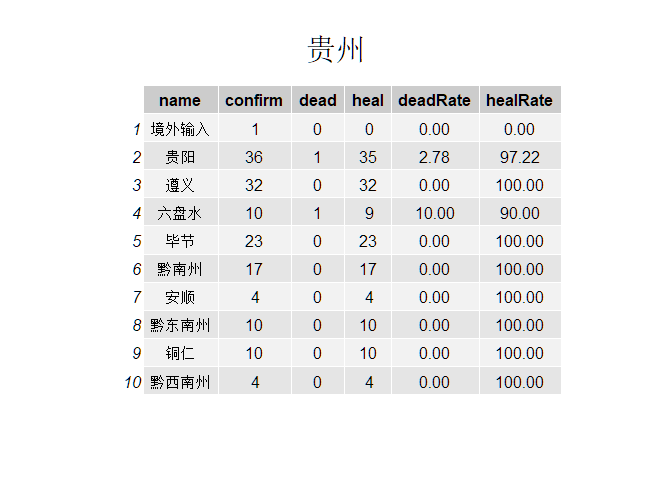 贵州
name confirm dead heal deadRate healRate
1 境外输入 1 0 0 0.00 0.00
2 贵阳 36 1 35 2.78 97.22
3 遵义 32 0 32 0.00 100.00
4 六盘水 10 1 9 10.00 90.00
5 毕节 23 0 23 0.00 100.00
6 黔南州 17 0 17 0.00 100.00
7 安顺 4 0 4 0.00 100.00
8 黔东南州 10 0 10 0.00 100.00
9 铜仁 10 0 10 0.00 100.00
10 黔西南州 4 0 4 0.00 100.00